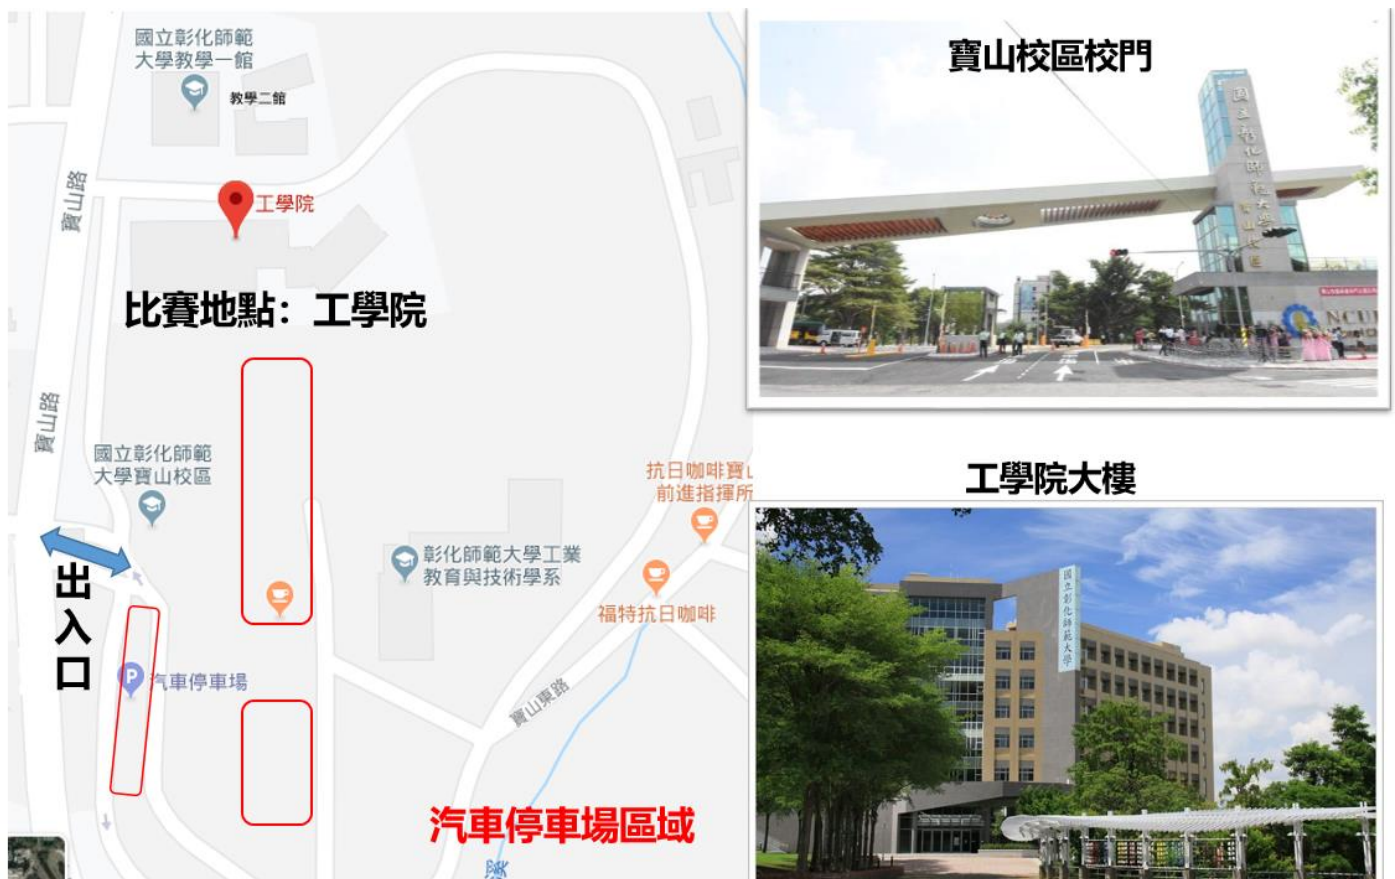 國立彰化師範
大學教學一館
教學二館
寶山路
工學院
比賽地點：工學院
寶山路
國立彰化師範
大學寶山校區
出入口
P
汽車停車場
彰化師範大學工業
教育與技術學系
抗日咖啡寶山
前進指揮所
福特抗日咖啡
寶山東路
溪
汽車停車場區域
寶山校區校門
國立彰化師範大學
寶山校區
NCUE
工學院大樓
國立彰化師範大學